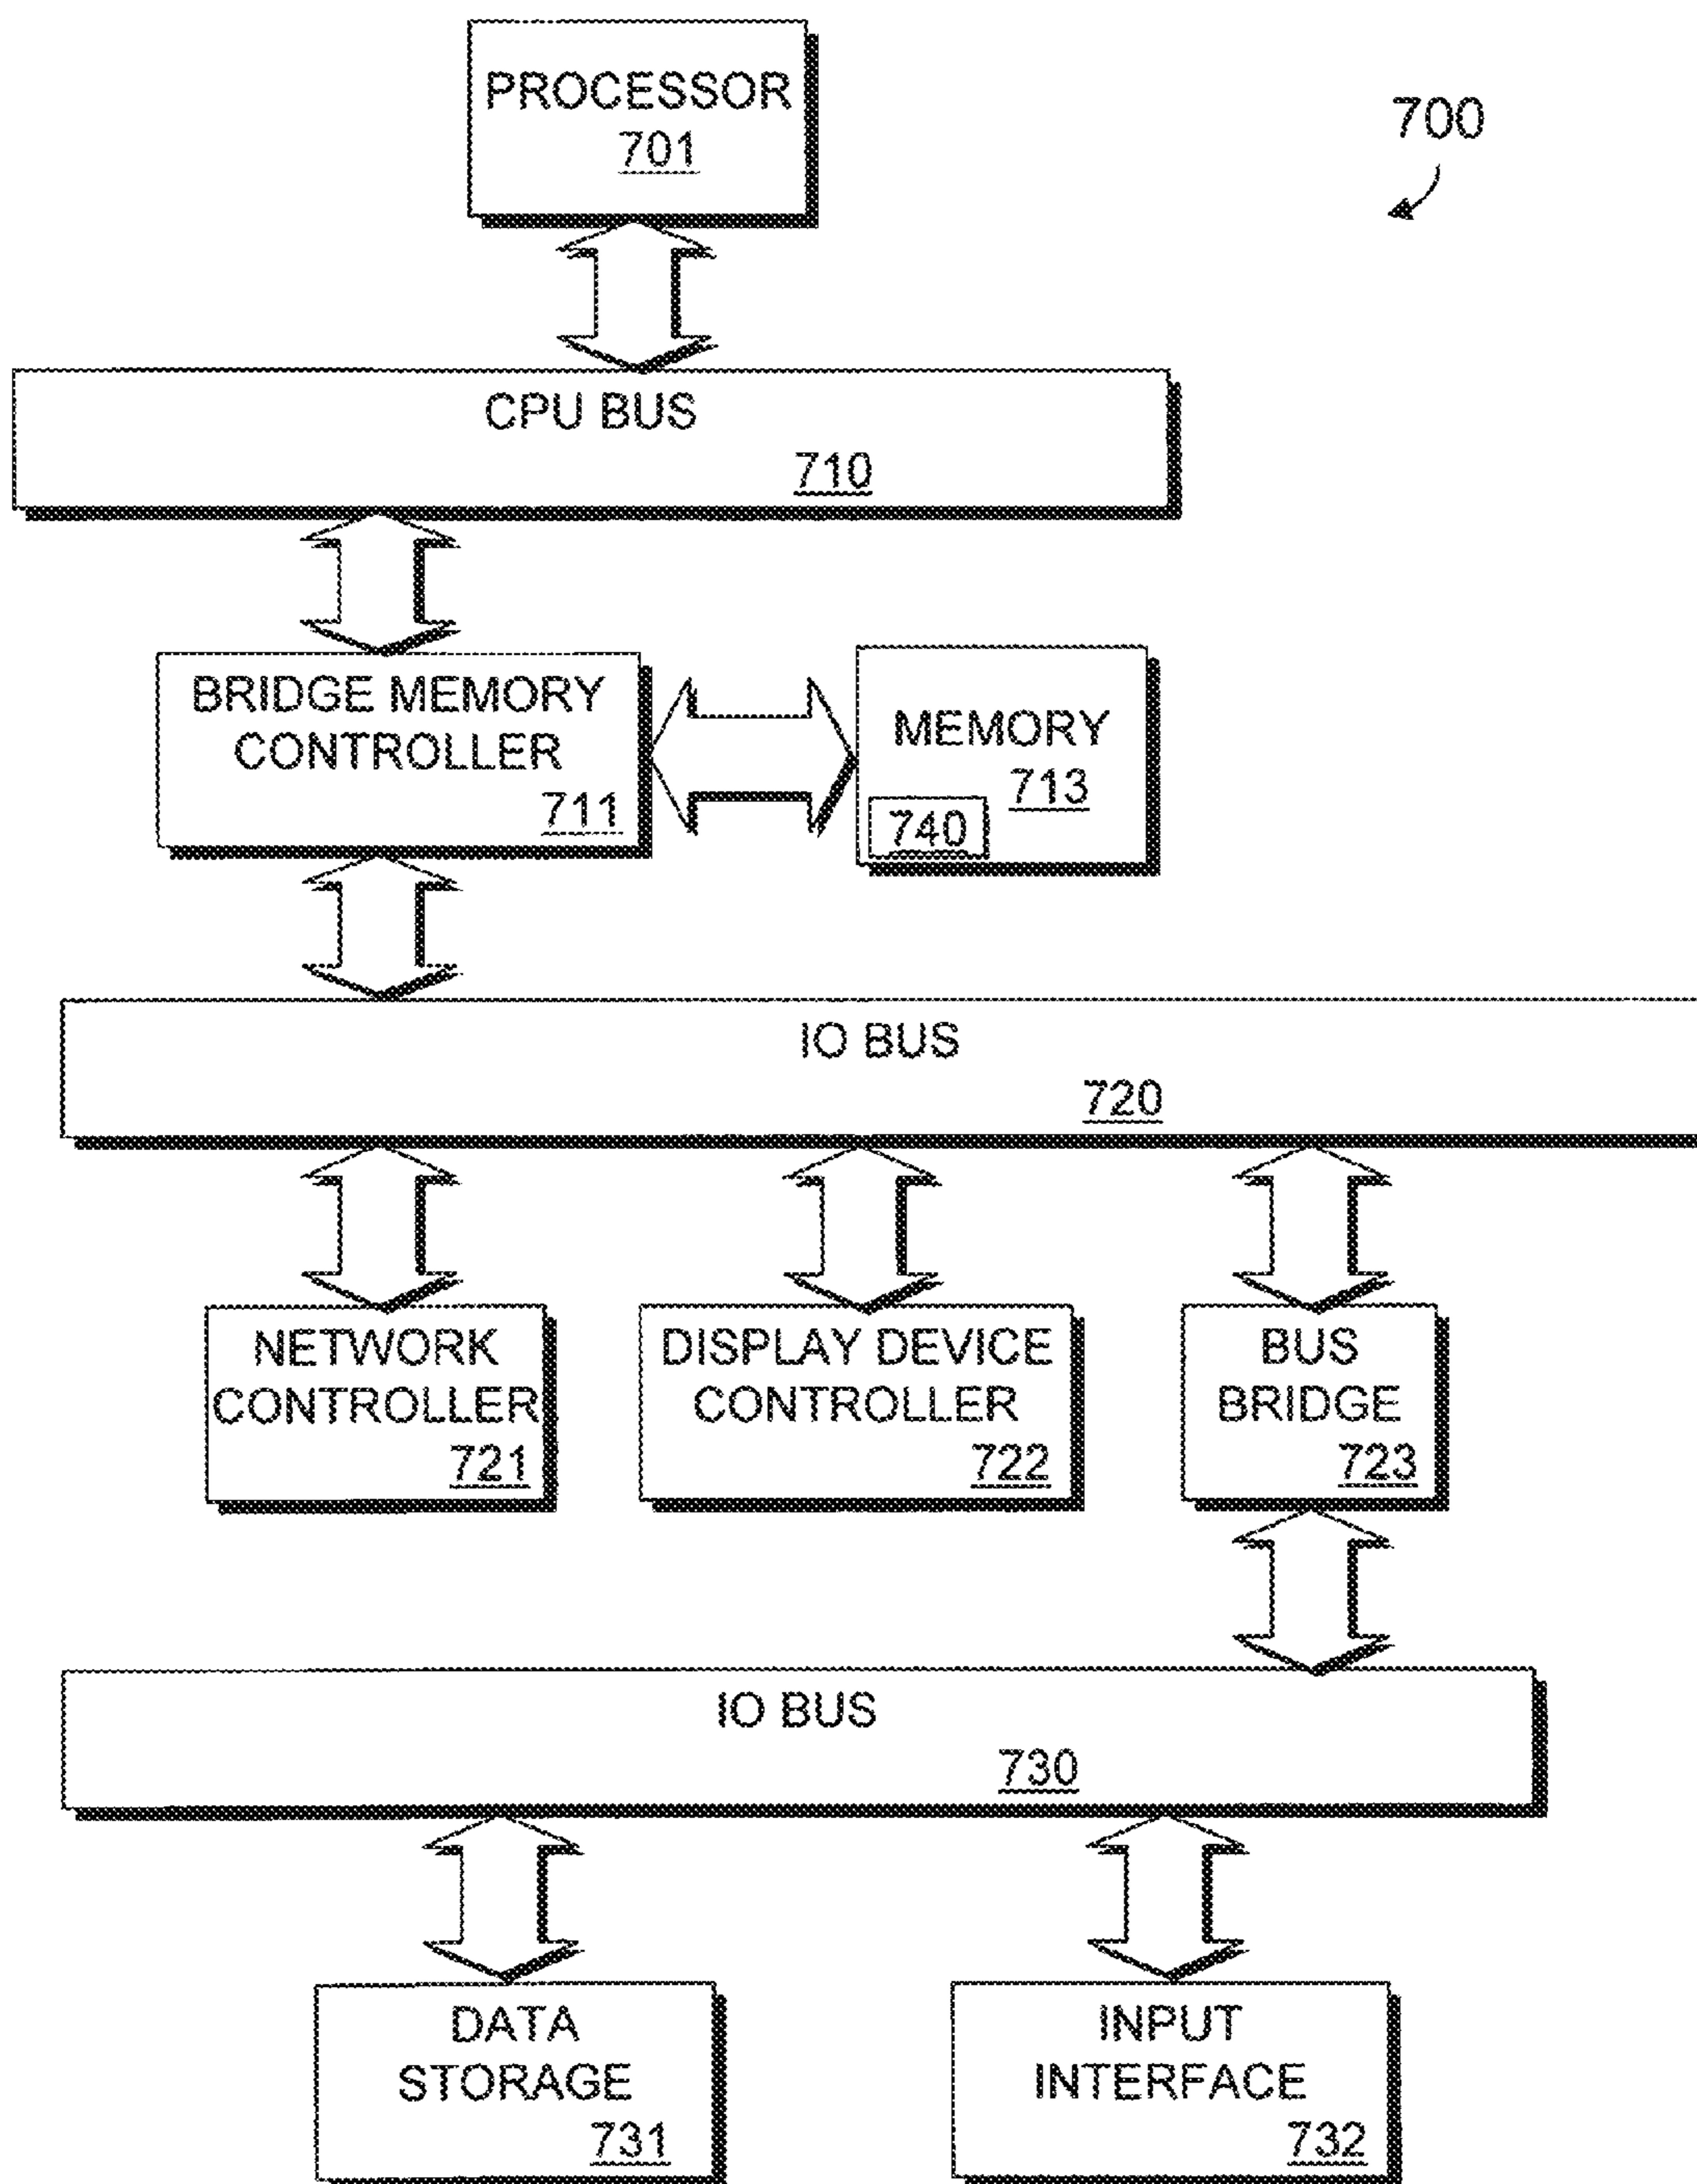 PROCESSOR
701
700
CPU BUS
710
BRIDGE MEMORY
CONTROLLER
711
MEMORY
713
740
IO BUS
720
NETWORK
CONTROLLER
721
DISPLAY DEVICE
CONTROLLER
722
BUS
BRIDGE
723
IO BUS
730
DATA
STORAGE
731
INPUT
INTERFACE
732